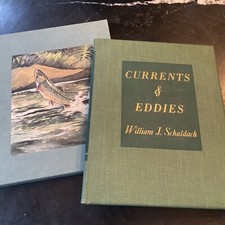 CURRENTS
&
EDDIES
William J. Schaldach